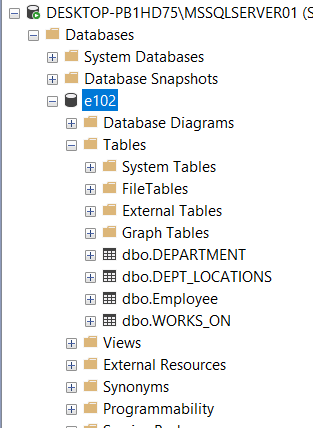 DESKTOP-PB1HD75\MSSQLSERVER01 (S
Databases
System Databases
Database Snapshots
e102
Database Diagrams
Tables
System Tables
FileTables
External Tables
Graph Tables
dbo.DEPARTMENT
dbo.DEPT_LOCATIONS
dbo.Employee
dbo.WORKS_ON
Views
External Resources
Synonyms
Programmability